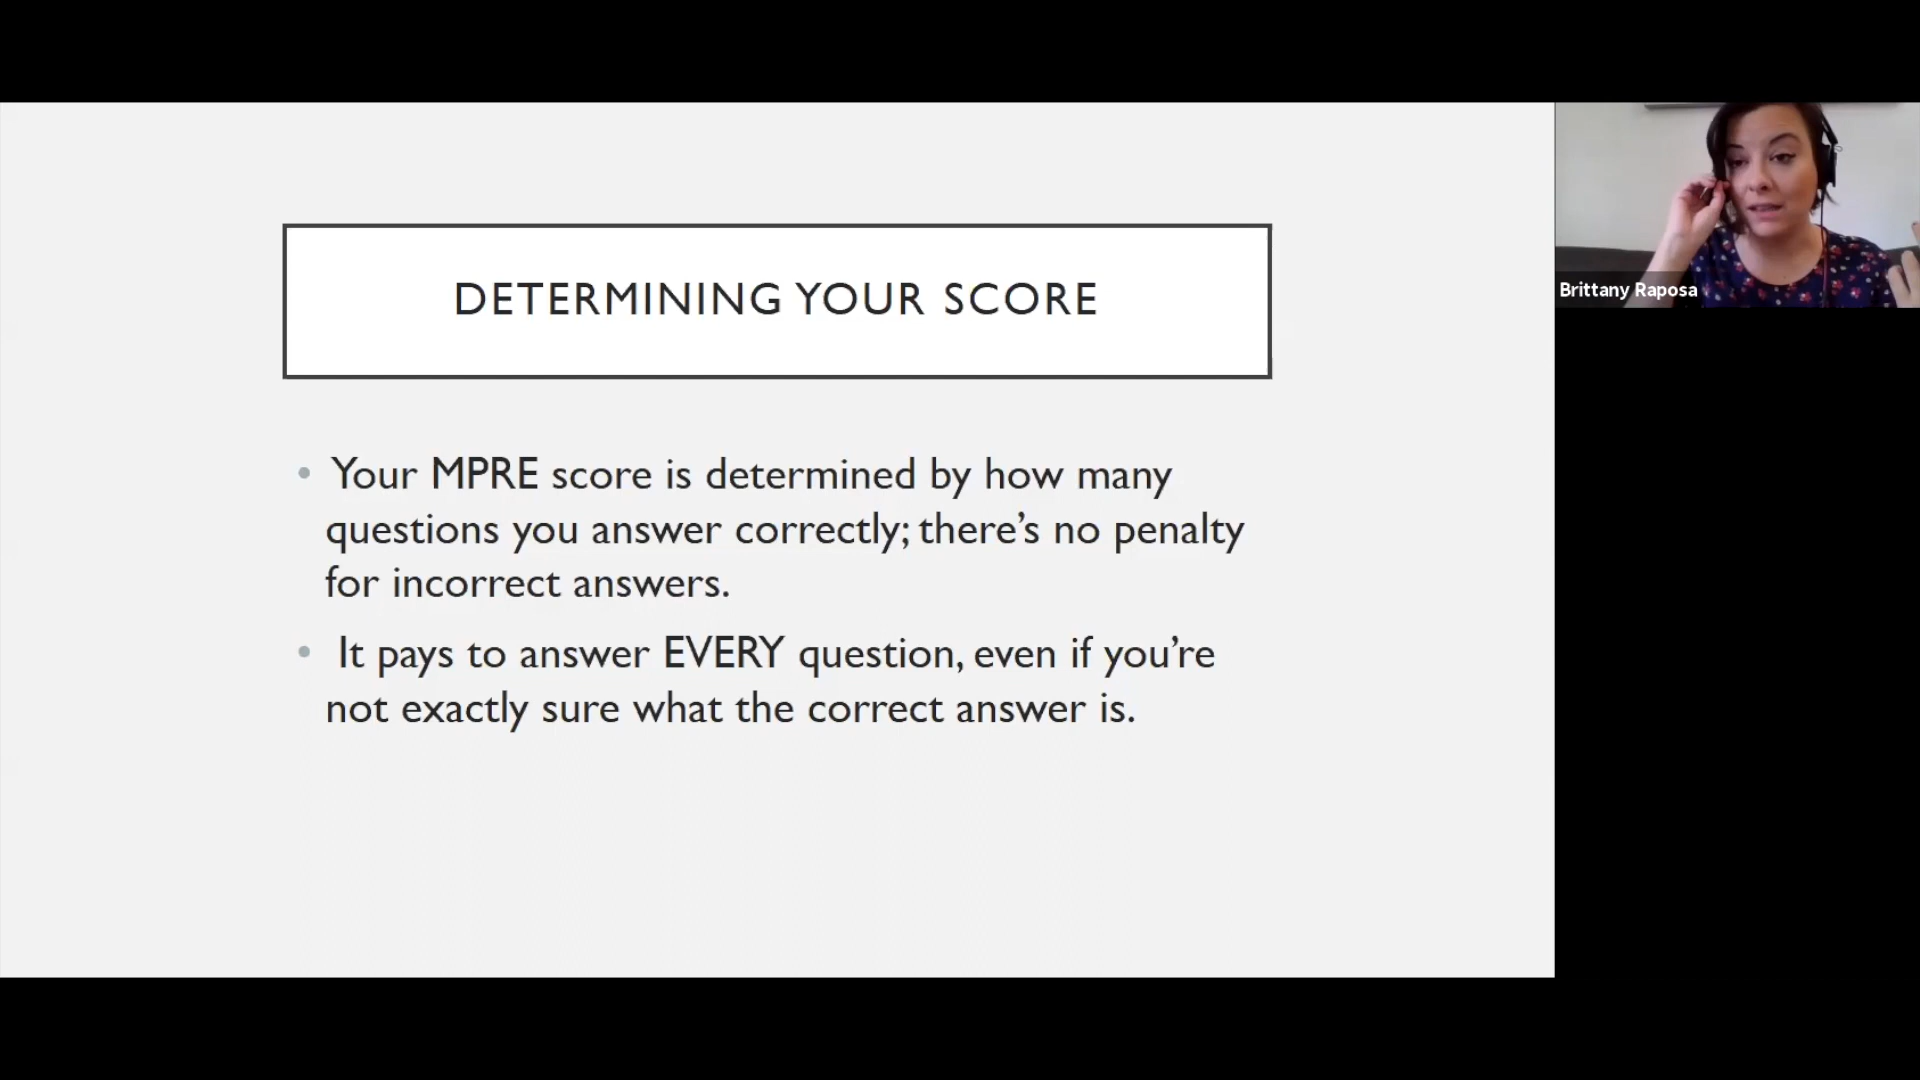 DETERMINING YOUR SCORE
• Your MPRE score is determined by how many
questions you answer correctly; there’s no penalty
for incorrect answers.
• It pays to answer EVERY question, even if you’re
not exactly sure what the correct answer is.
Brittany Raposa